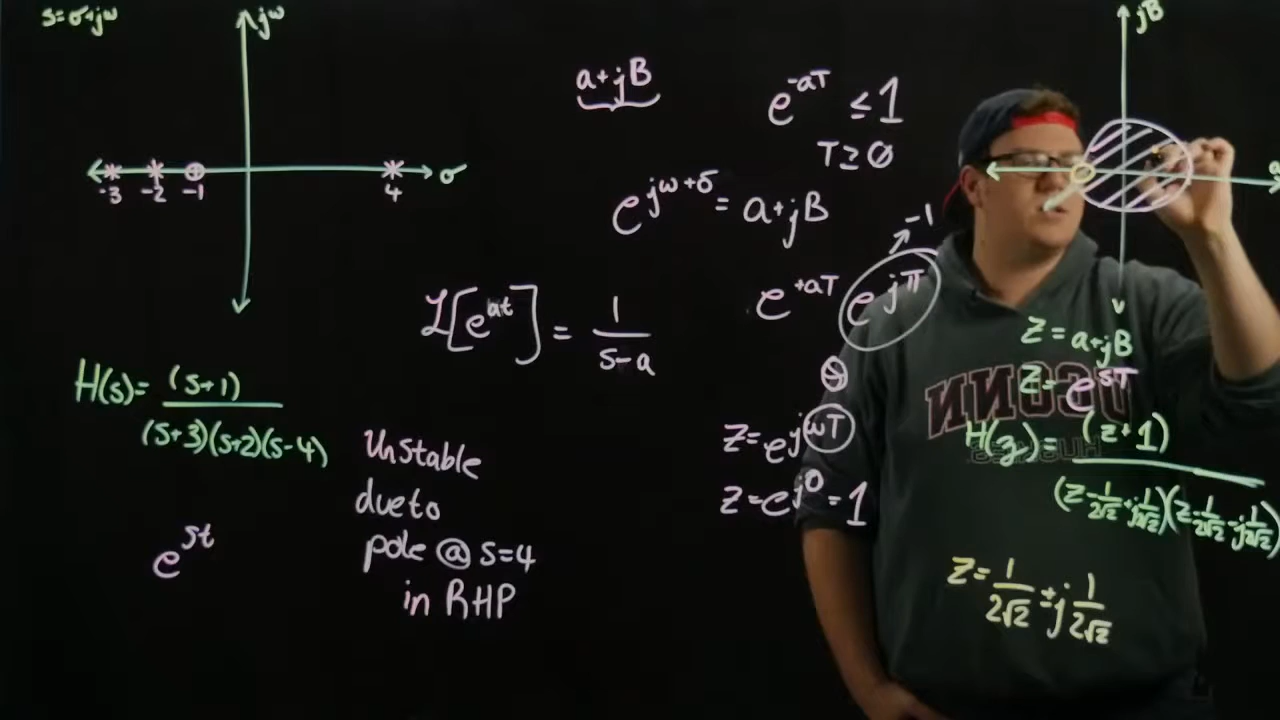 s=σ+jω
jω
σ
-3 -2 -1 4
H(s)= (s+1) / (s+3)(s+2)(s-4)
e^st
Unstable
due to
pole @ s=4
in RHP
ℒ[e^at] = 1 / s-a
a+jB
e^-aT ≤ 1
T ≥ 0
e^jω+σ = a+jB
e^+aT e^jπ → -1
Z=e^jωT
Z=e^j0=1
jB
Z=a+jB
Z=e^sT
H(z)= (z+1) / (z-1/2√2+j1/2√2)(z-1/2√2-j1/2√2)
Z=1/2√2±j1/2√2
UCONN
HUSKIES